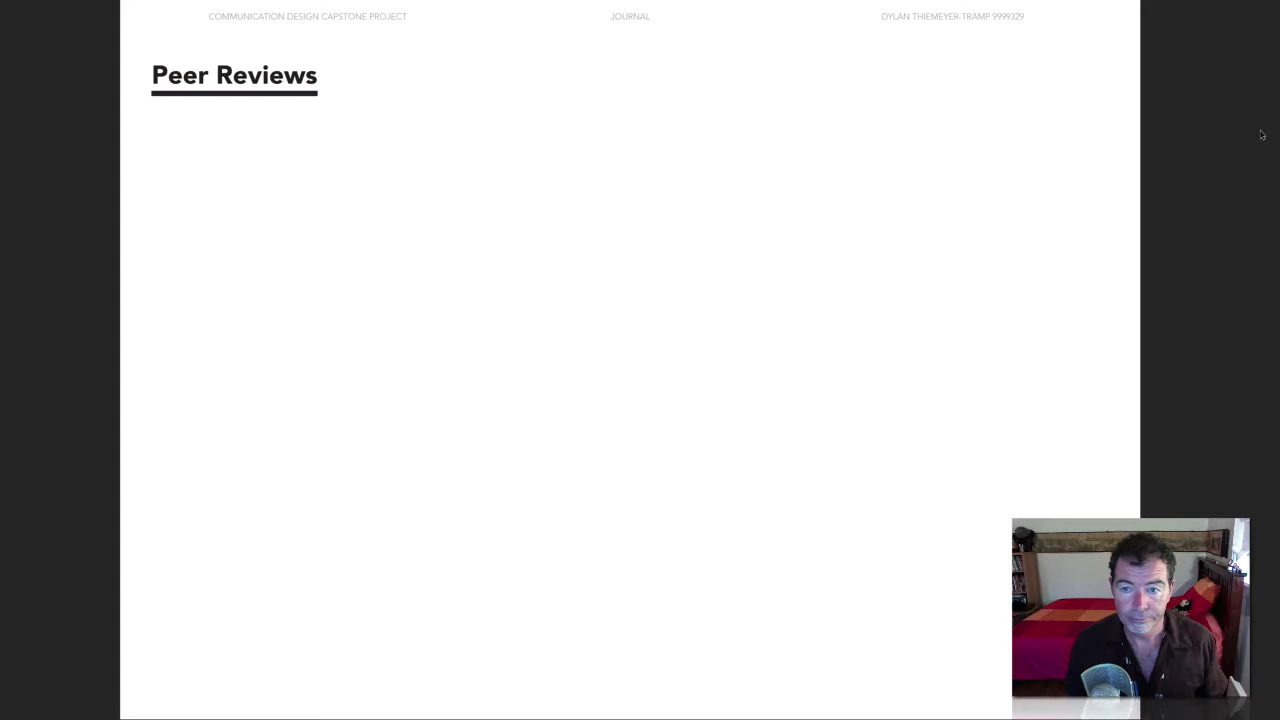 COMMUNICATION DESIGN CAPSTONE PROJECT JOURNAL DYLAN THIEMEYER-TRAMP 9999329
Peer Reviews